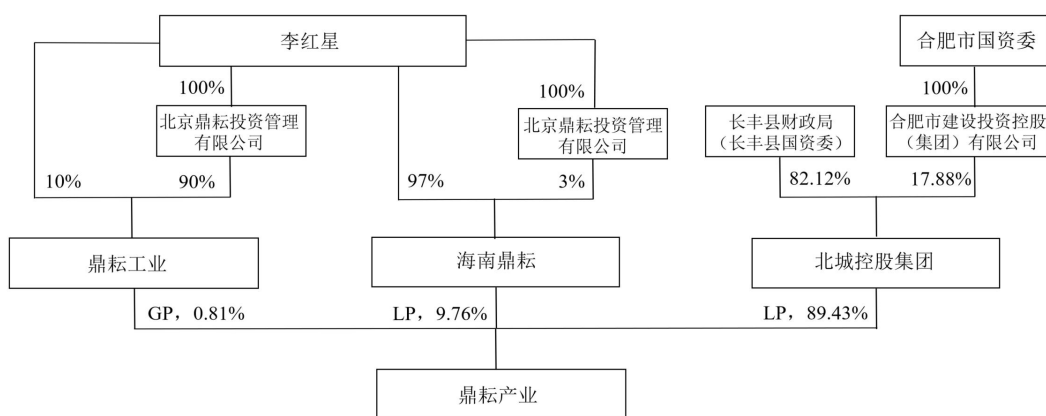 李红星
合肥市国资委
100%
100%
100%
北京鼎耘投资管理
有限公司
北京鼎耘投资管理
有限公司
长丰县财政局
（长丰县国资委）
合肥市建设投资控股
（集团）有限公司
10%
90%
97%
3%
82.12%
17.88%
鼎耘工业
海南鼎耘
北城控股集团
GP，0.81%
LP，9.76%
LP，89.43%
鼎耘产业